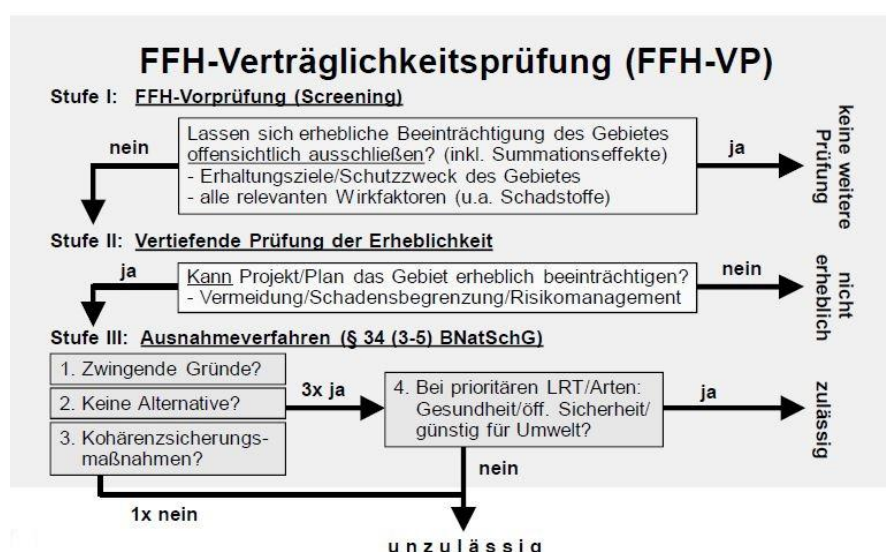 FFH-Verträglichkeitsprüfung (FFH-VP)
Stufe I: FFH-Vorprüfung (Screening)
nein
Lassen sich erhebliche Beeinträchtigung des Gebietes
offensichtlich ausschließen? (inkl. Summationseffekte)
- Erhaltungsziele/Schutzzweck des Gebietes
- alle relevanten Wirkfaktoren (u.a. Schadstoffe)
ja
keine weitere
Prüfung
Stufe II: Vertiefende Prüfung der Erheblichkeit
ja
Kann Projekt/Plan das Gebiet erheblich beeinträchtigen?
- Vermeidung/Schadensbegrenzung/Risikomanagement
nein
nicht
erheblich
Stufe III: Ausnahmeverfahren (§ 34 (3-5) BNatSchG)
1. Zwingende Gründe?
2. Keine Alternative?
3. Kohärenzsicherungs-
maßnahmen?
3x ja
4. Bei prioritären LRT/Arten:
Gesundheit/öff. Sicherheit/
günstig für Umwelt?
ja
zulässig
nein
1x nein
unzulässig